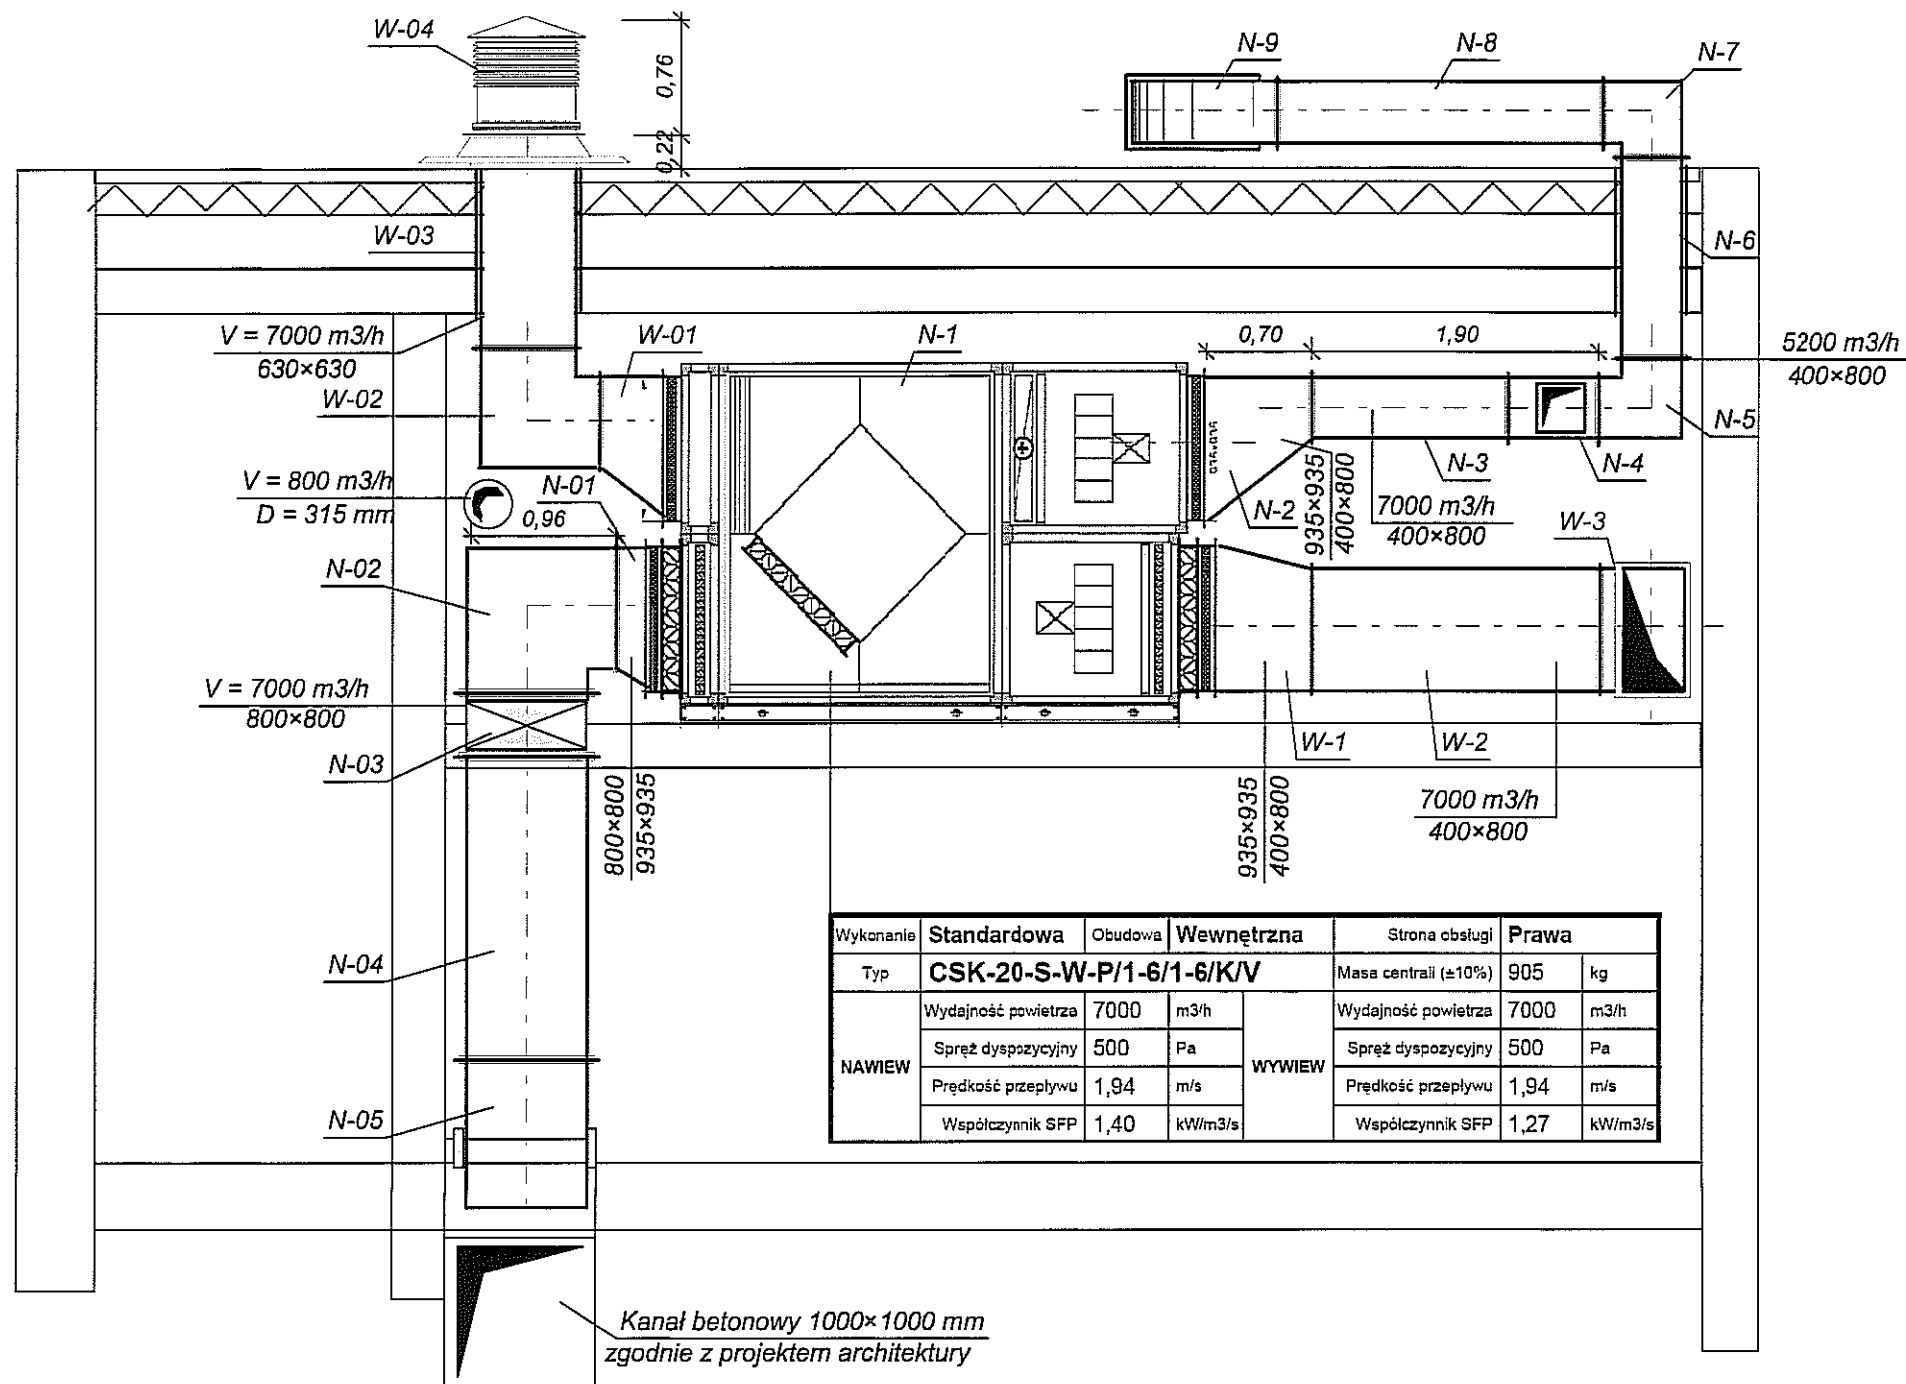 W-04
0,76
0,22
N-9
N-8
N-7
W-03
N-6
V = 7000 m3/h
630×630
W-01
N-1
0,70
1,90
5200 m3/h
400×800
W-02
N-5
V = 800 m3/h
D = 315 mm
N-01
0,96
N-3
N-4
N-2
935×935
400×800
7000 m3/h
400×800
W-3
N-02
V = 7000 m3/h
800×800
N-03
800×800
935×935
W-1
W-2
935×935
400×800
7000 m3/h
400×800
N-04
N-05
Wykonanie Standardowa Obudowa Wewnętrzna Strona obsługi Prawa
Typ CSK-20-S-W-P/1-6/1-6/K/V Masa centrali (±10%) 905 kg
NAWIEW
Wydajność powietrza 7000 m3/h
Spręż dyspozycyjny 500 Pa
Prędkość przepływu 1,94 m/s
Współczynnik SFP 1,40 kW/m3/s
WYWIEW
Wydajność powietrza 7000 m3/h
Spręż dyspozycyjny 500 Pa
Prędkość przepływu 1,94 m/s
Współczynnik SFP 1,27 kW/m3/s
Kanał betonowy 1000×1000 mm
zgodnie z projektem architektury